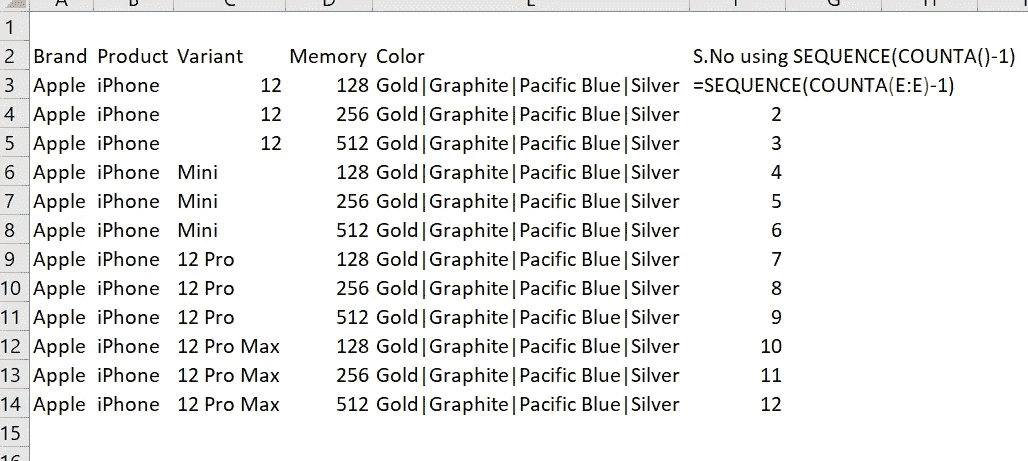 A B C D E F G H
1
2 Brand Product Variant Memory Color S.No using SEQUENCE(COUNTA()-1)
3 Apple iPhone 12 128 Gold|Graphite|Pacific Blue|Silver =SEQUENCE(COUNTA(E:E)-1)
4 Apple iPhone 12 256 Gold|Graphite|Pacific Blue|Silver 2
5 Apple iPhone 12 512 Gold|Graphite|Pacific Blue|Silver 3
6 Apple iPhone Mini 128 Gold|Graphite|Pacific Blue|Silver 4
7 Apple iPhone Mini 256 Gold|Graphite|Pacific Blue|Silver 5
8 Apple iPhone Mini 512 Gold|Graphite|Pacific Blue|Silver 6
9 Apple iPhone 12 Pro 128 Gold|Graphite|Pacific Blue|Silver 7
10 Apple iPhone 12 Pro 256 Gold|Graphite|Pacific Blue|Silver 8
11 Apple iPhone 12 Pro 512 Gold|Graphite|Pacific Blue|Silver 9
12 Apple iPhone 12 Pro Max 128 Gold|Graphite|Pacific Blue|Silver 10
13 Apple iPhone 12 Pro Max 256 Gold|Graphite|Pacific Blue|Silver 11
14 Apple iPhone 12 Pro Max 512 Gold|Graphite|Pacific Blue|Silver 12
15
16